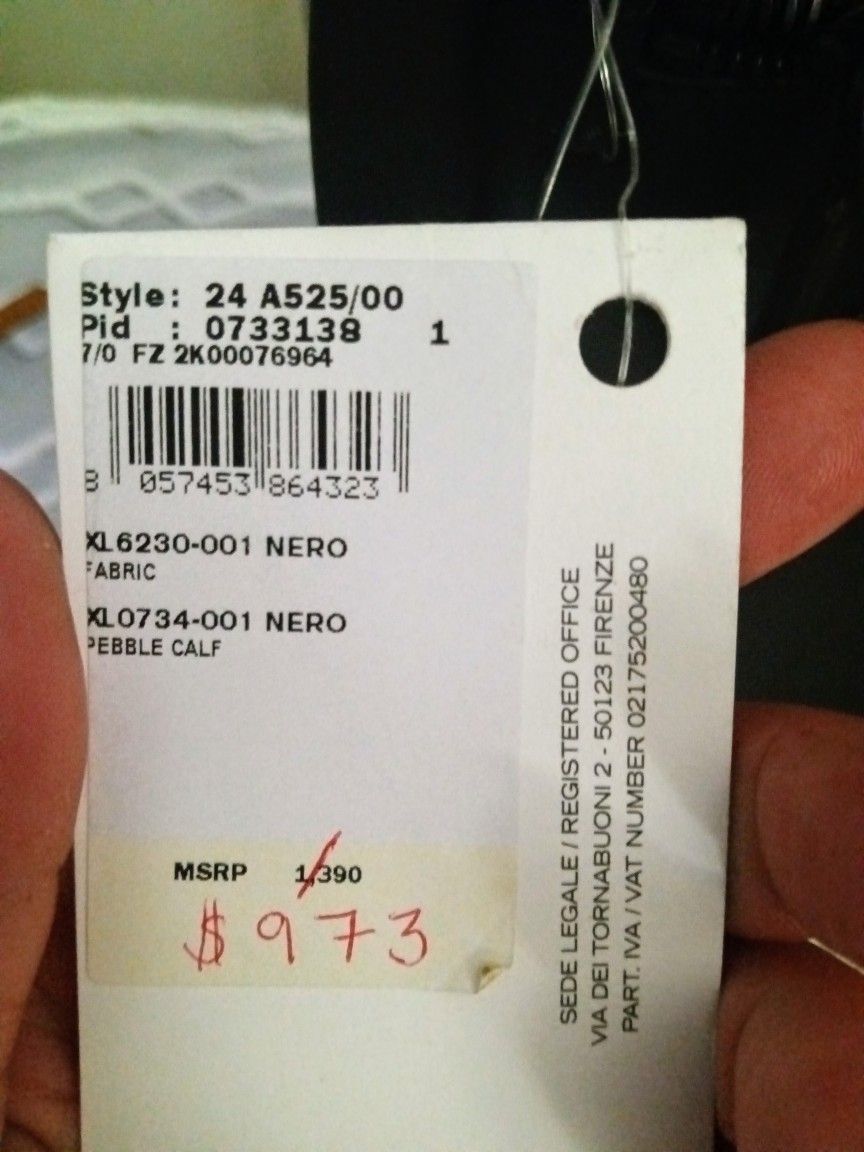 Style: 24 A525/00
Pid : 0733138 1
7/0 FZ 2K00076964
8 057453 864323
XL6230-001 NERO
FABRIC
XL0734-001 NERO
PEBBLE CALF
MSRP 1,390
$973
SEDE LEGALE / REGISTERED OFFICE
VIA DEI TORNABUONI 2 - 50123 FIRENZE
PART. IVA / VAT NUMBER 02175200480